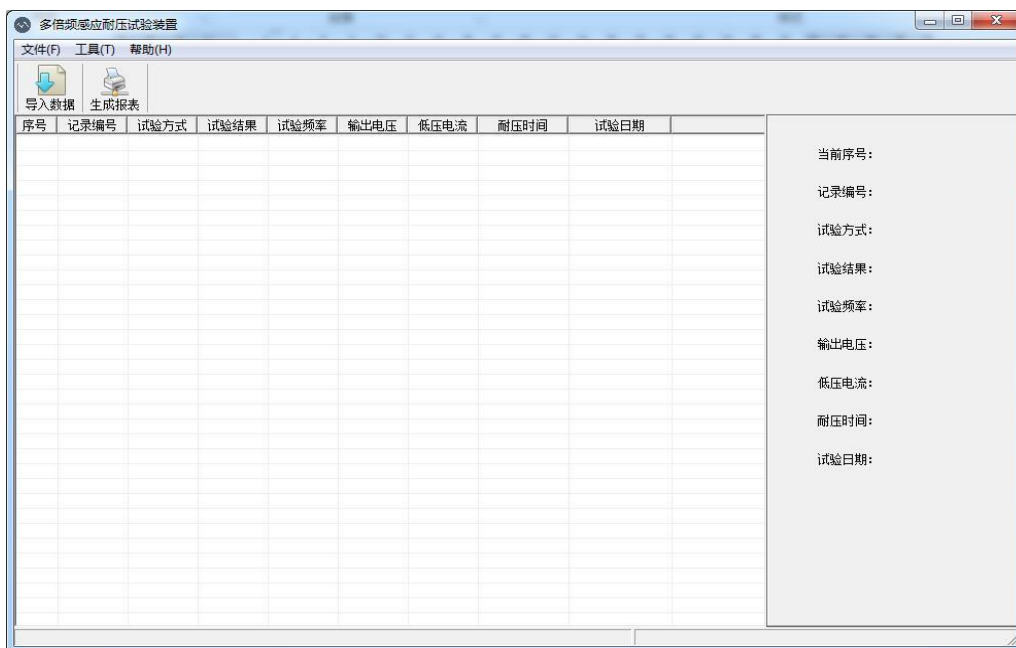 多倍频感应耐压试验装置
文件(F) 工具(T) 帮助(H)
导入数据 生成报表
序号 记录编号 试验方式 试验结果 试验频率 输出电压 低压电流 耐压时间 试验日期
当前序号:
记录编号:
试验方式:
试验结果:
试验频率:
输出电压:
低压电流:
耐压时间:
试验日期: